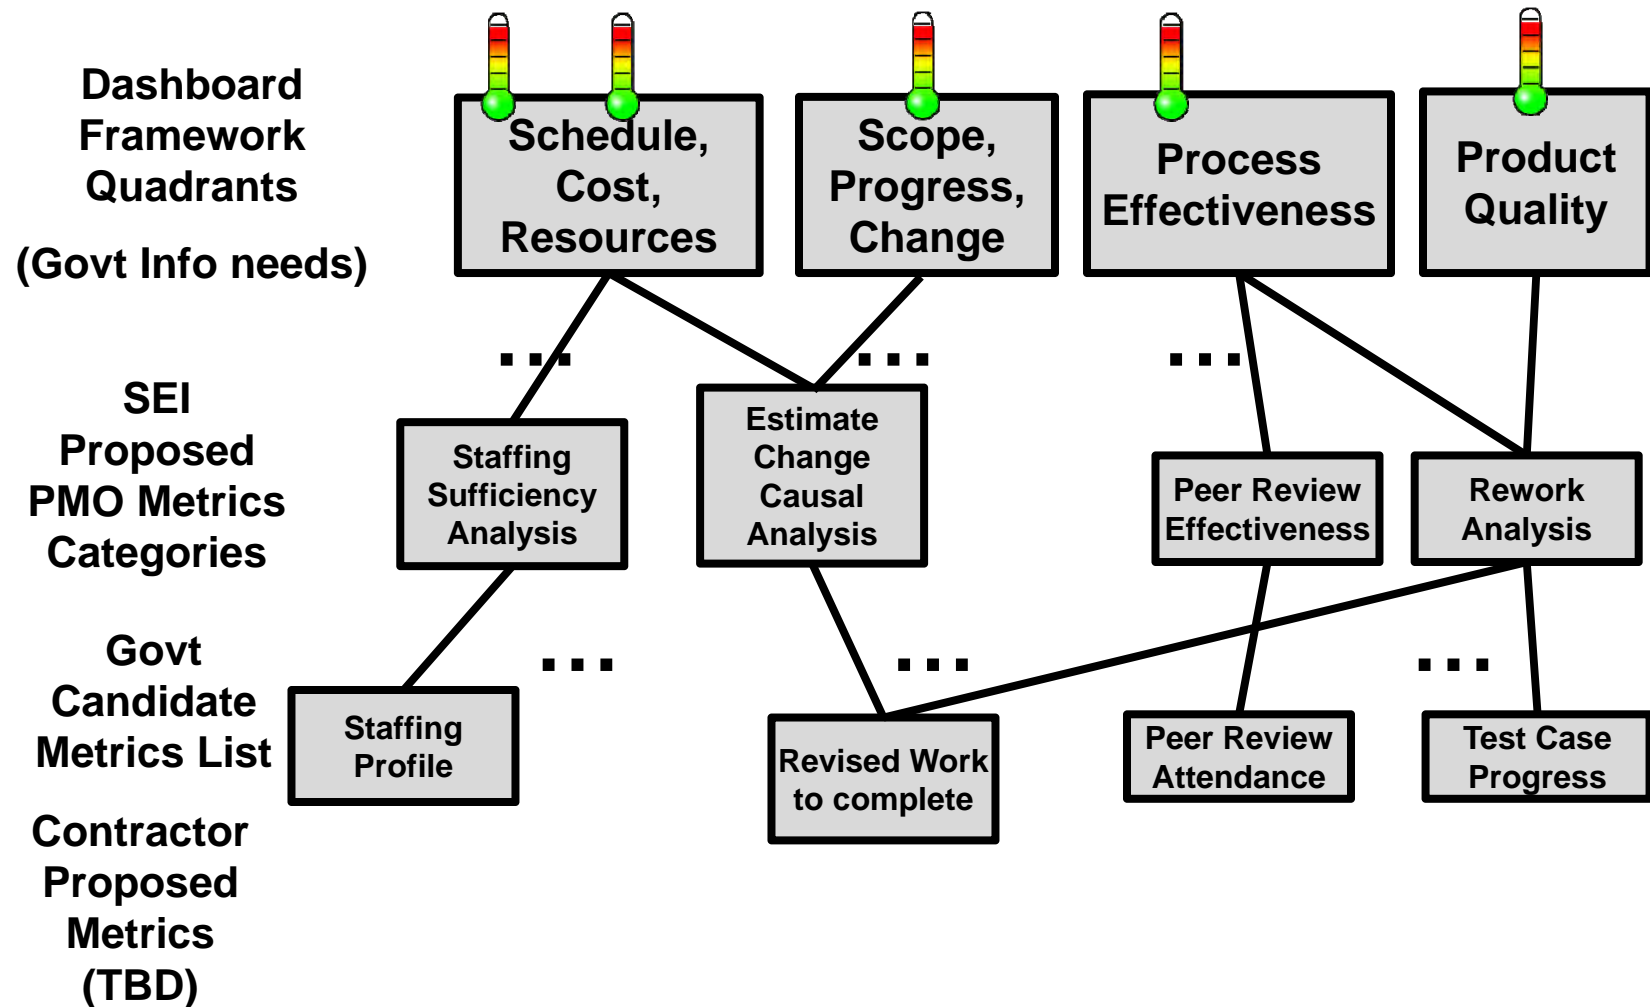 Dashboard
Framework
Quadrants
(Govt Info needs)
Schedule,
Cost,
Resources
Scope,
Progress,
Change
Process
Effectiveness
Product
Quality
...
...
...
SEI
Proposed
PMO Metrics
Categories
Staffing
Sufficiency
Analysis
Estimate
Change
Causal
Analysis
Peer Review
Effectiveness
Rework
Analysis
...
...
...
Govt
Candidate
Metrics List
Staffing
Profile
Revised Work
to complete
Peer Review
Attendance
Test Case
Progress
Contractor
Proposed
Metrics
(TBD)